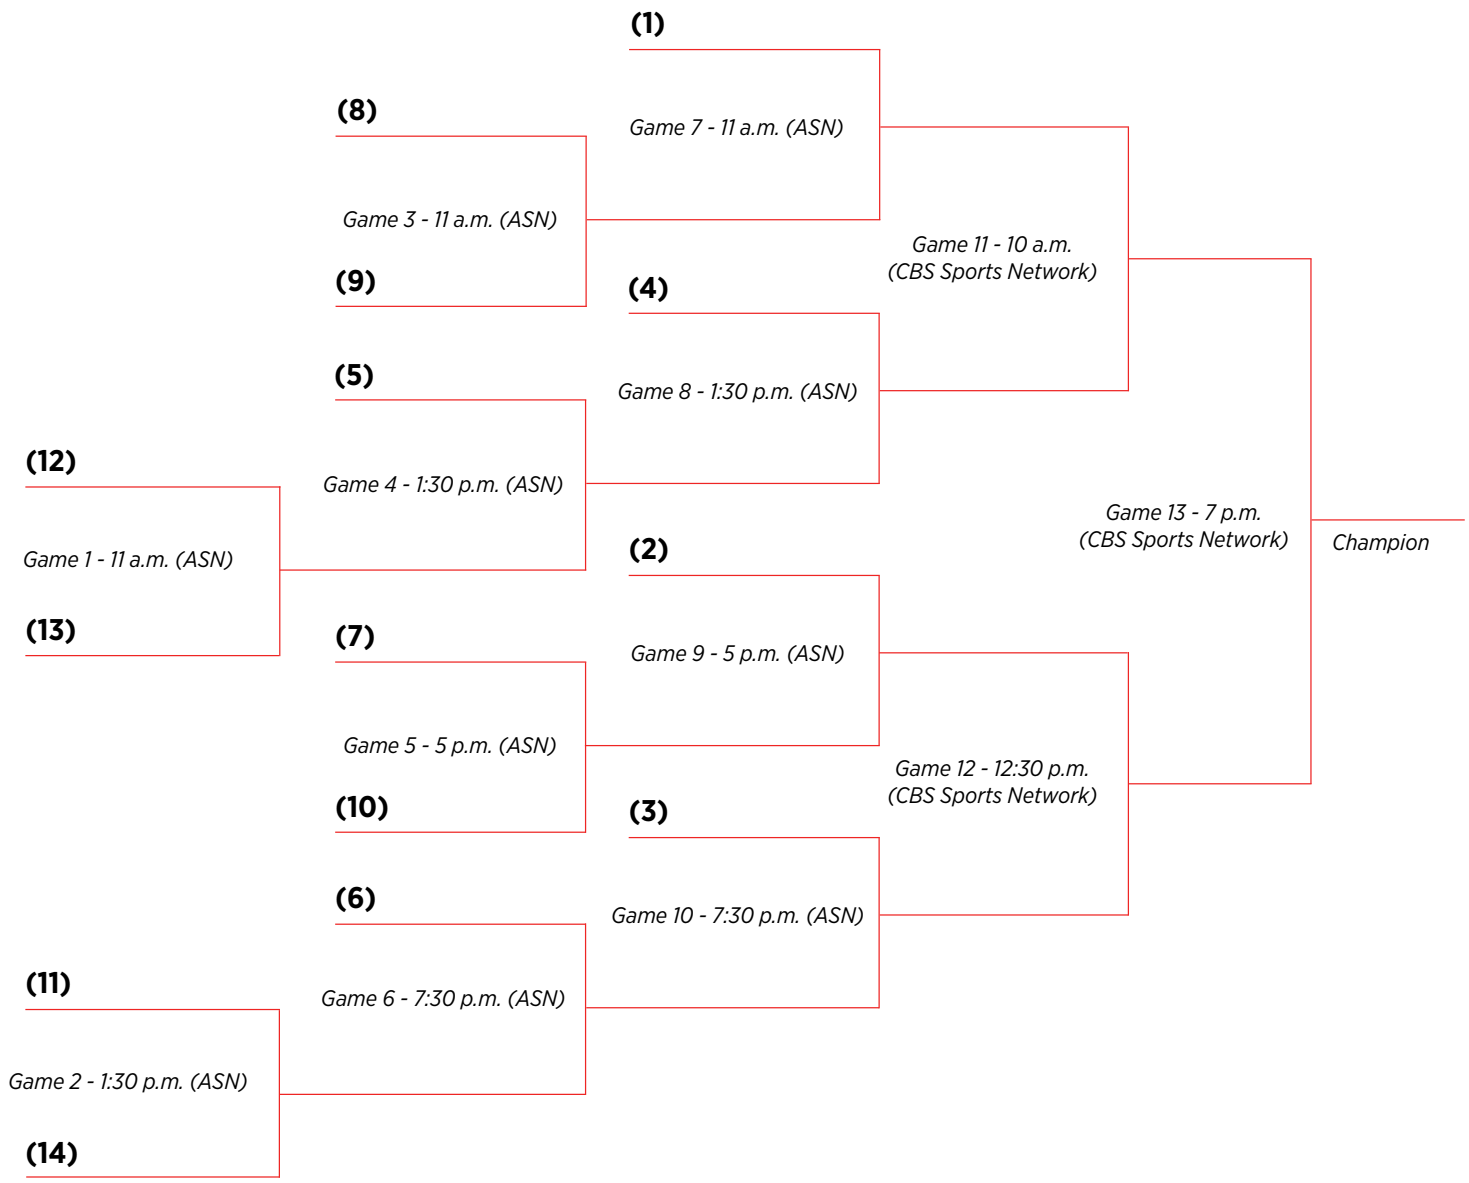 (1)
(8)
Game 7 - 11 a.m. (ASN)
Game 3 - 11 a.m. (ASN)
Game 11 - 10 a.m.
(CBS Sports Network)
(9)
(4)
(5)
Game 8 - 1:30 p.m. (ASN)
(12)
Game 4 - 1:30 p.m. (ASN)
Game 13 - 7 p.m.
(CBS Sports Network)
Champion
Game 1 - 11 a.m. (ASN)
(2)
(13)
(7)
Game 9 - 5 p.m. (ASN)
Game 5 - 5 p.m. (ASN)
Game 12 - 12:30 p.m.
(CBS Sports Network)
(10)
(3)
(6)
Game 10 - 7:30 p.m. (ASN)
(11)
Game 6 - 7:30 p.m. (ASN)
Game 2 - 1:30 p.m. (ASN)
(14)